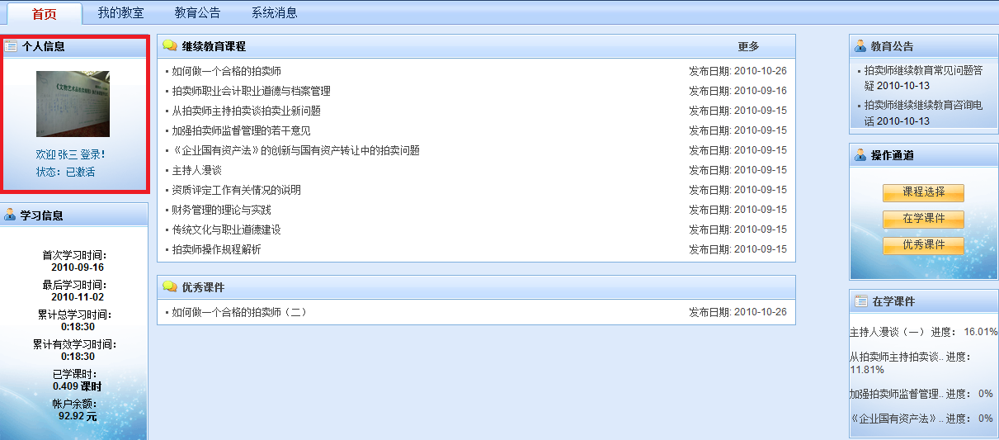 首页 我的教室 教育公告 系统消息
个人信息
欢迎 张三 登录!
状态：已激活
学习信息
首次学习时间：
2010-09-16
最后学习时间：
2010-11-02
累计总学习时间：
0:18:30
累计有效学习时间：
0:18:30
已学课时：
0.409 课时
帐户余额：
92.92 元
继续教育课程 更多
如何做一个合格的拍卖师 发布日期: 2010-10-26
拍卖师职业会计职业道德与档案管理 发布日期: 2010-09-16
从拍卖师主持拍卖谈拍卖业新问题 发布日期: 2010-09-15
加强拍卖师监督管理的若干意见 发布日期: 2010-09-15
《企业国有资产法》的创新与国有资产转让中的拍卖问题 发布日期: 2010-09-15
主持人漫谈 发布日期: 2010-09-15
资质评定工作有关情况的说明 发布日期: 2010-09-15
财务管理的理论与实践 发布日期: 2010-09-15
传统文化与职业道德建设 发布日期: 2010-09-15
拍卖师操作规程解析 发布日期: 2010-09-15
优秀课件
如何做一个合格的拍卖师（二） 发布日期: 2010-10-26
教育公告
拍卖师继续教育常见问题答
疑 2010-10-13
拍卖师继续继续教育咨询电
话 2010-10-13
操作通道
课程选择
在学课件
优秀课件
在学课件
主持人漫谈（一） 进度： 16.01%
从拍卖师主持拍卖谈.. 进度：
11.81%
加强拍卖师监督管理.. 进度： 0%
《企业国有资产法》.. 进度： 0%